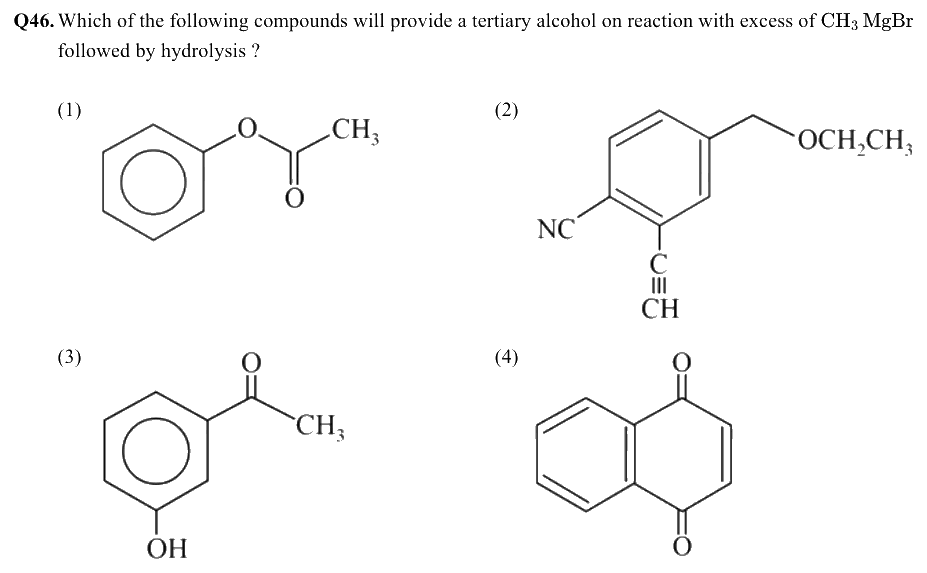 Q46. Which of the following compounds will provide a tertiary alcohol on reaction with excess of CH₃ MgBr
followed by hydrolysis ?
(1)
O
CH₃
O
(2)
OCH₂CH₃
NC
C
CH
(3)
O
CH₃
OH
(4)
O
O